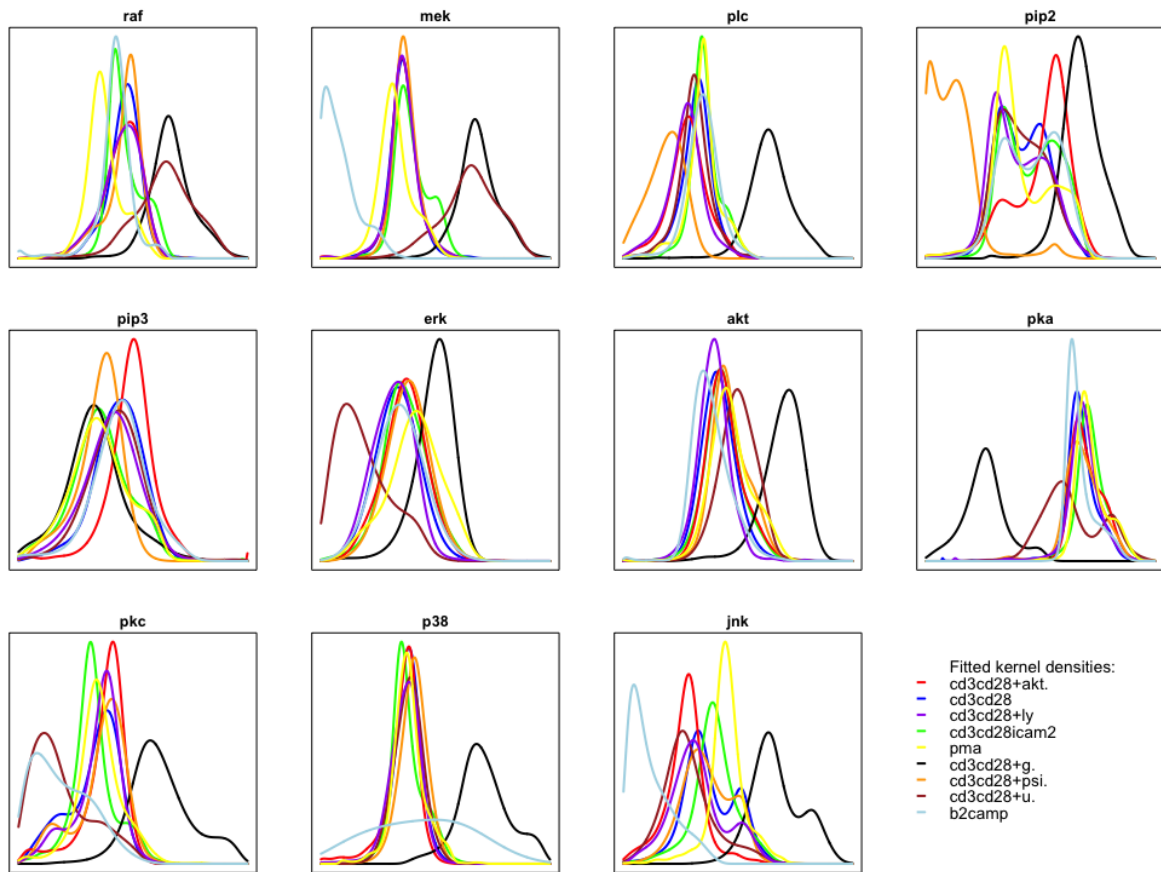 raf
mek
plc
pip2
pip3
erk
akt
pka
pkc
p38
jnk
Fitted kernel densities:
cd3cd28+akt.
cd3cd28
cd3cd28+ly
cd3cd28icam2
pma
cd3cd28+g.
cd3cd28+psi.
cd3cd28+u.
b2camp